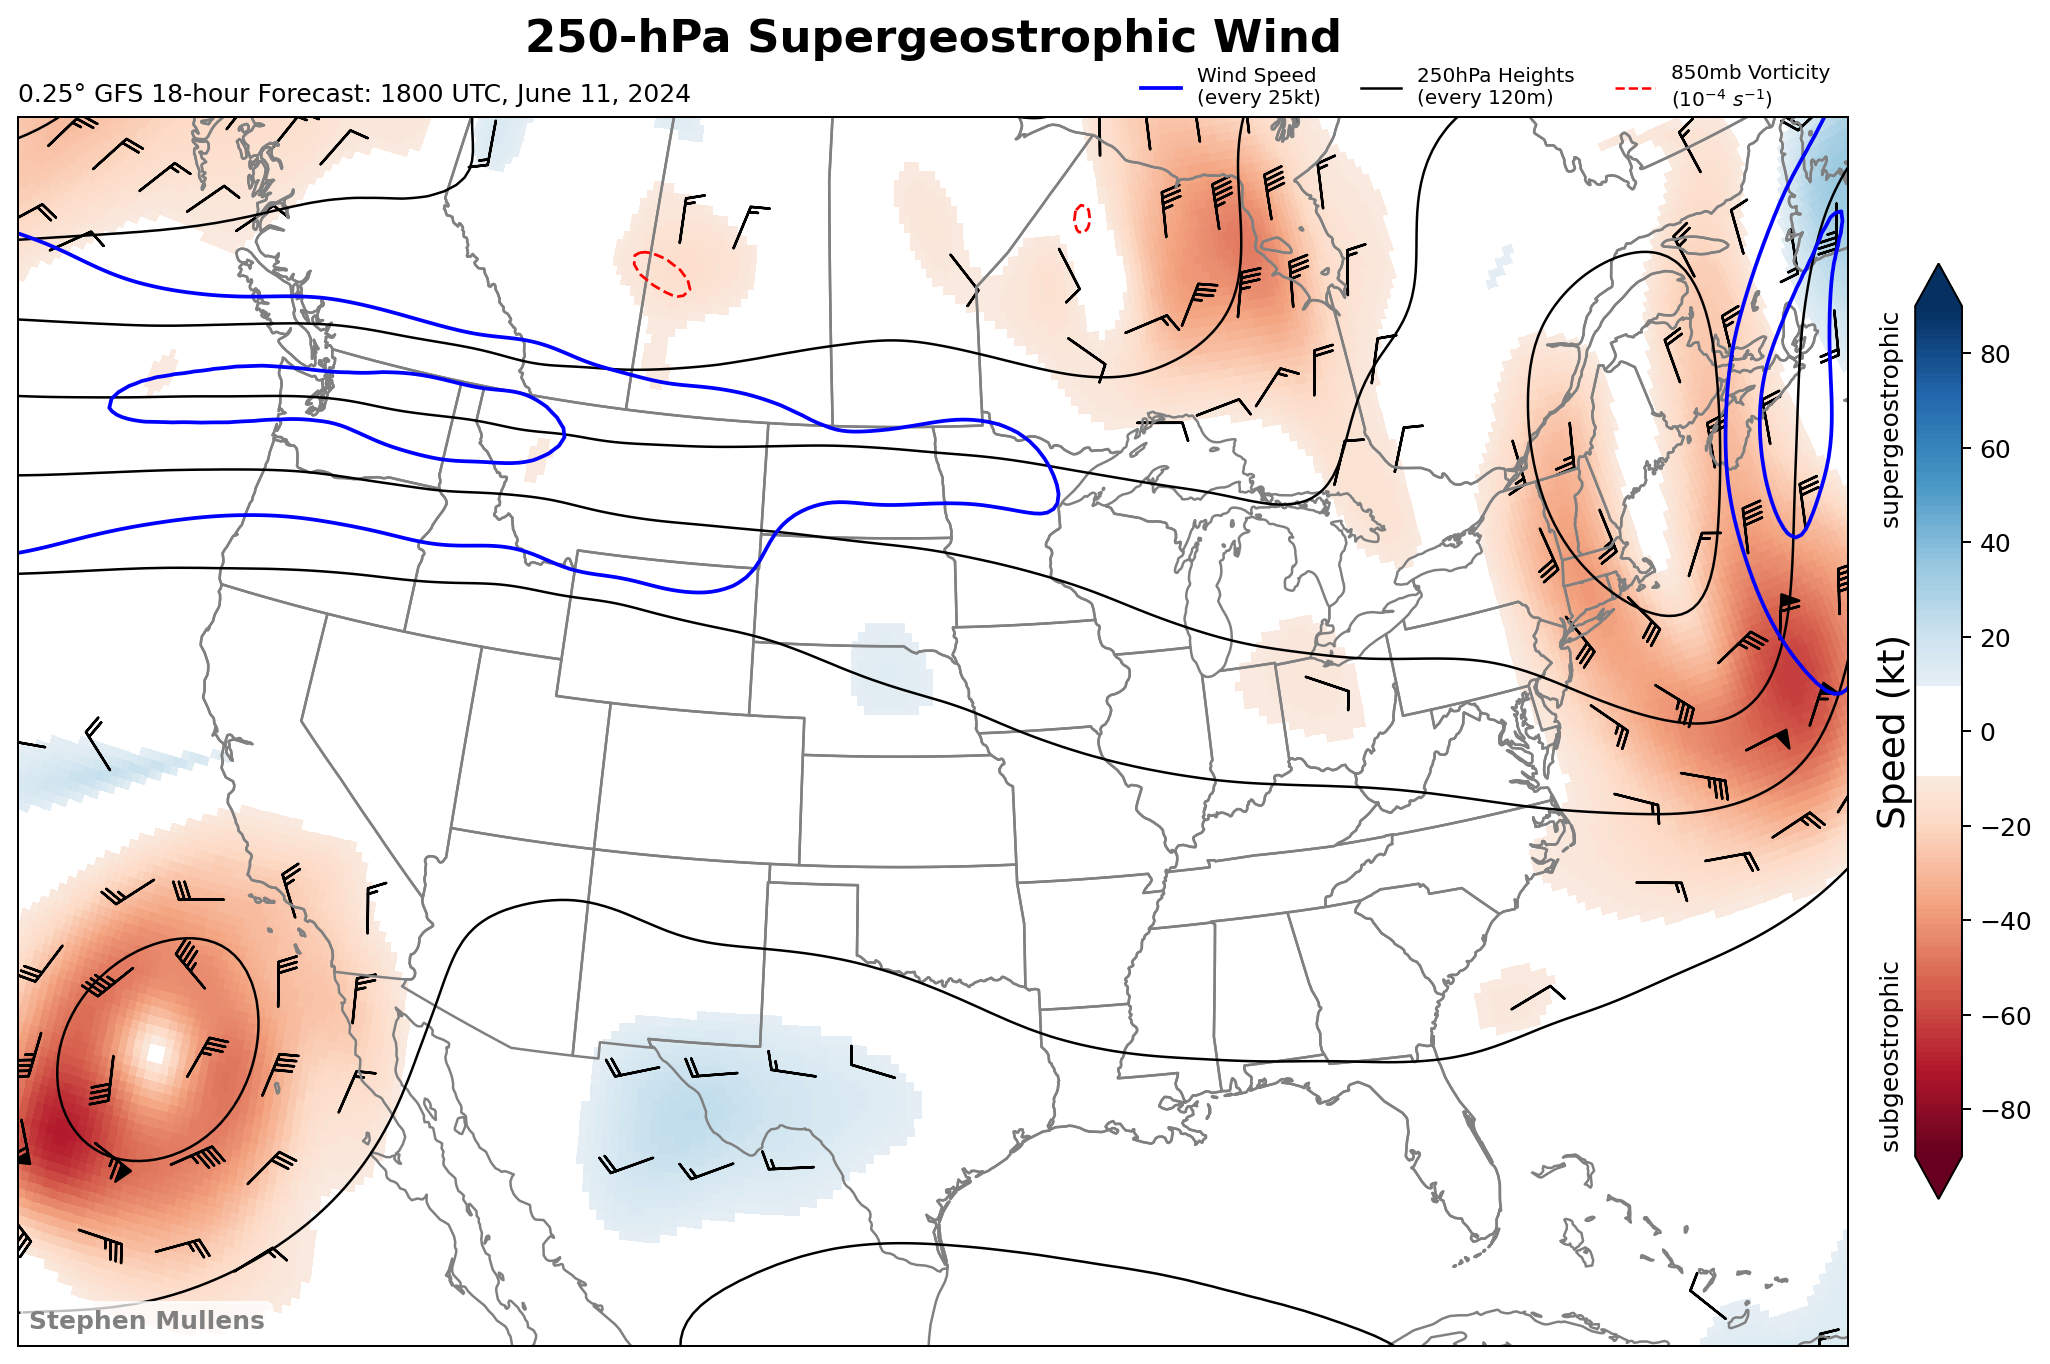 250-hPa Supergeostrophic Wind
0.25° GFS 18-hour Forecast: 1800 UTC, June 11, 2024
Wind Speed
(every 25kt)
250hPa Heights
(every 120m)
850mb Vorticity
(10⁻⁴ s⁻¹)
supergeostrophic
Speed (kt)
subgeostrophic
80
60
40
20
0
−20
−40
−60
−80
Stephen Mullens